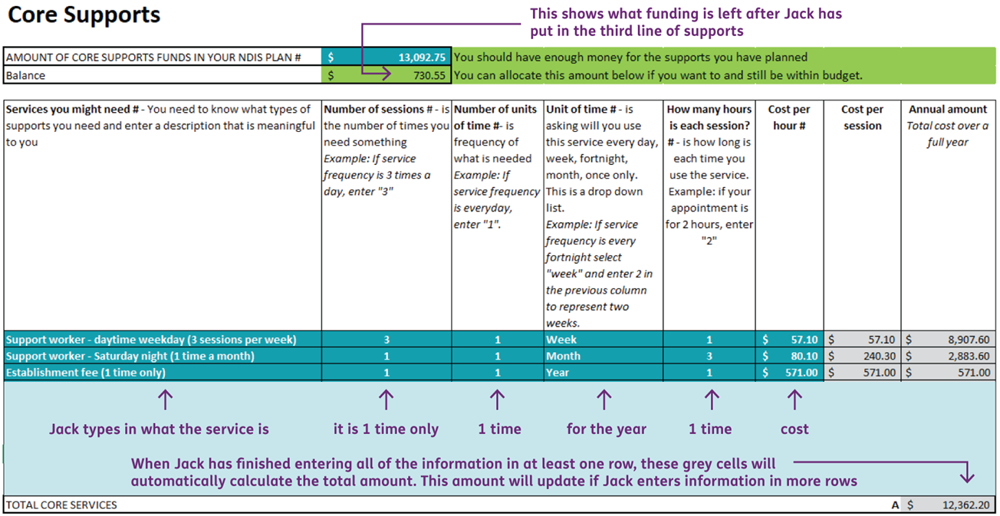 Core Supports
This shows what funding is left after Jack has
put in the third line of supports
AMOUNT OF CORE SUPPORTS FUNDS IN YOUR NDIS PLAN # $ 13,092.75 You should have enough money for the supports you have planned
Balance $ 730.55 You can allocate this amount below if you want to and still be within budget.
Services you might need # - You need to know what types of
supports you need and enter a description that is meaningful
to you
Number of sessions # - is
the number of times you
need something
Example: If service
frequency is 3 times a
day, enter "3"
Number of units
of time #- is
frequency of
what is needed
Example: If
service frequency
is everyday,
enter "1".
Unit of time # - is
asking will you use
this service every day,
week, fortnight,
month, once only.
This is a drop down
list.
Example: If service
frequency is every
fortnight select
"week" and enter 2 in
the previous column
to represent two
weeks.
How many hours
is each session?
# - is how long is
each time you
use the service.
Example: if your
appointment is
for 2 hours, enter
"2"
Cost per
hour #
Cost per
session
Annual amount
Total cost over a
full year
Support worker - daytime weekday (3 sessions per week) 3 1 Week 1 $ 57.10 $ 57.10 $ 8,907.60
Support worker - Saturday night (1 time a month) 1 1 Month 3 $ 80.10 $ 240.30 $ 2,883.60
Establishment fee (1 time only) 1 1 Year 1 $ 571.00 $ 571.00 $ 571.00
Jack types in what the service is it is 1 time only 1 time for the year 1 time cost
When Jack has finished entering all of the information in at least one row, these grey cells will
automatically calculate the total amount. This amount will update if Jack enters information in more rows
TOTAL CORE SERVICES A $ 12,362.20